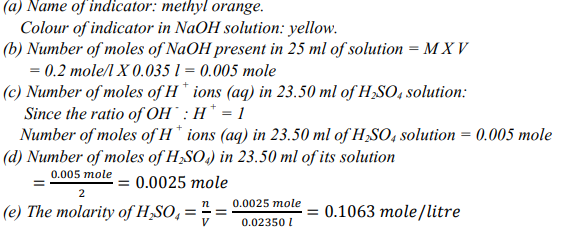 (a) Name of indicator: methyl orange.
Colour of indicator in NaOH solution: yellow.
(b) Number of moles of NaOH present in 25 ml of solution = M X V
= 0.2 mole/l X 0.035 l = 0.005 mole
(c) Number of moles of H⁺ ions (aq) in 23.50 ml of H₂SO₄ solution:
Since the ratio of OH⁻ : H⁺ = 1
Number of moles of H⁺ ions (aq) in 23.50 ml of H₂SO₄ solution = 0.005 mole
(d) Number of moles of H₂SO₄) in 23.50 ml of its solution
= 0.005 mole / 2 = 0.0025 mole
(e) The molarity of H₂SO₄ = n / V = 0.0025 mole / 0.02350 l = 0.1063 mole/litre